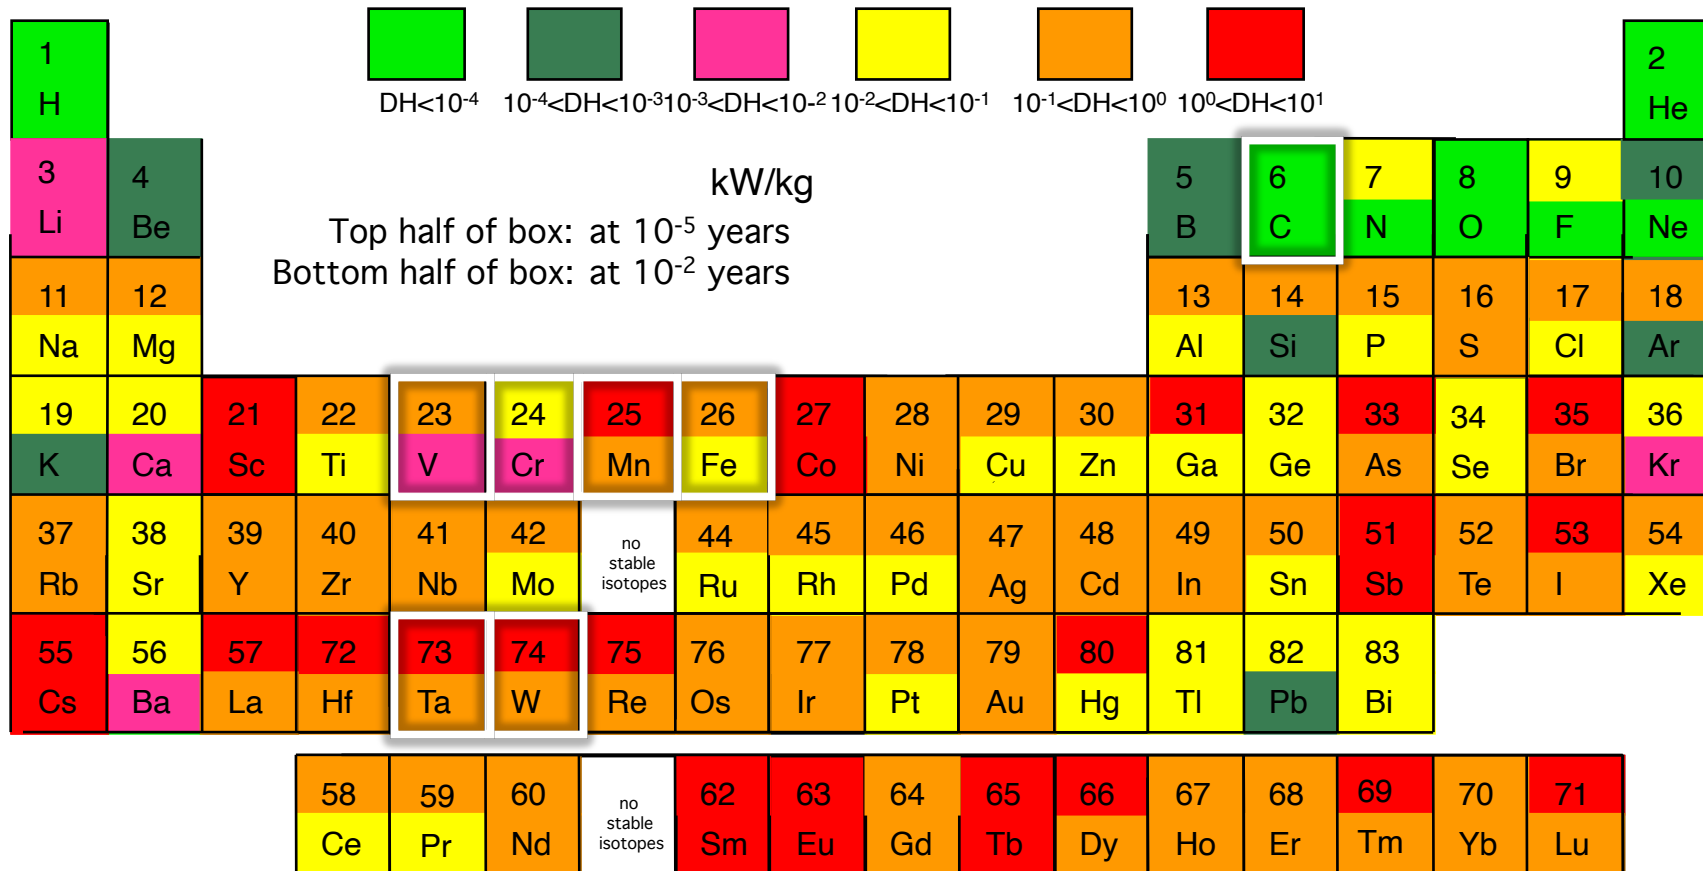 1 2
H He
DH<10⁻⁴ 10⁻⁴<DH<10⁻³ 10⁻³<DH<10⁻² 10⁻²<DH<10⁻¹ 10⁻¹<DH<10⁰ 10⁰<DH<10¹
3 4 5 6 7 8 9 10
Li Be B C N O F Ne
kW/kg
Top half of box: at 10⁻⁵ years
Bottom half of box: at 10⁻² years
11 12 13 14 15 16 17 18
Na Mg Al Si P S Cl Ar
19 20 21 22 23 24 25 26 27 28 29 30 31 32 33 34 35 36
K Ca Sc Ti V Cr Mn Fe Co Ni Cu Zn Ga Ge As Se Br Kr
37 38 39 40 41 42 44 45 46 47 48 49 50 51 52 53 54
Rb Sr Y Zr Nb Mo Ru Rh Pd Ag Cd In Sn Sb Te I Xe
no
stable
isotopes
55 56 57 72 73 74 75 76 77 78 79 80 81 82 83
Cs Ba La Hf Ta W Re Os Ir Pt Au Hg Tl Pb Bi
58 59 60 62 63 64 65 66 67 68 69 70 71
Ce Pr Nd Sm Eu Gd Tb Dy Ho Er Tm Yb Lu
no
stable
isotopes